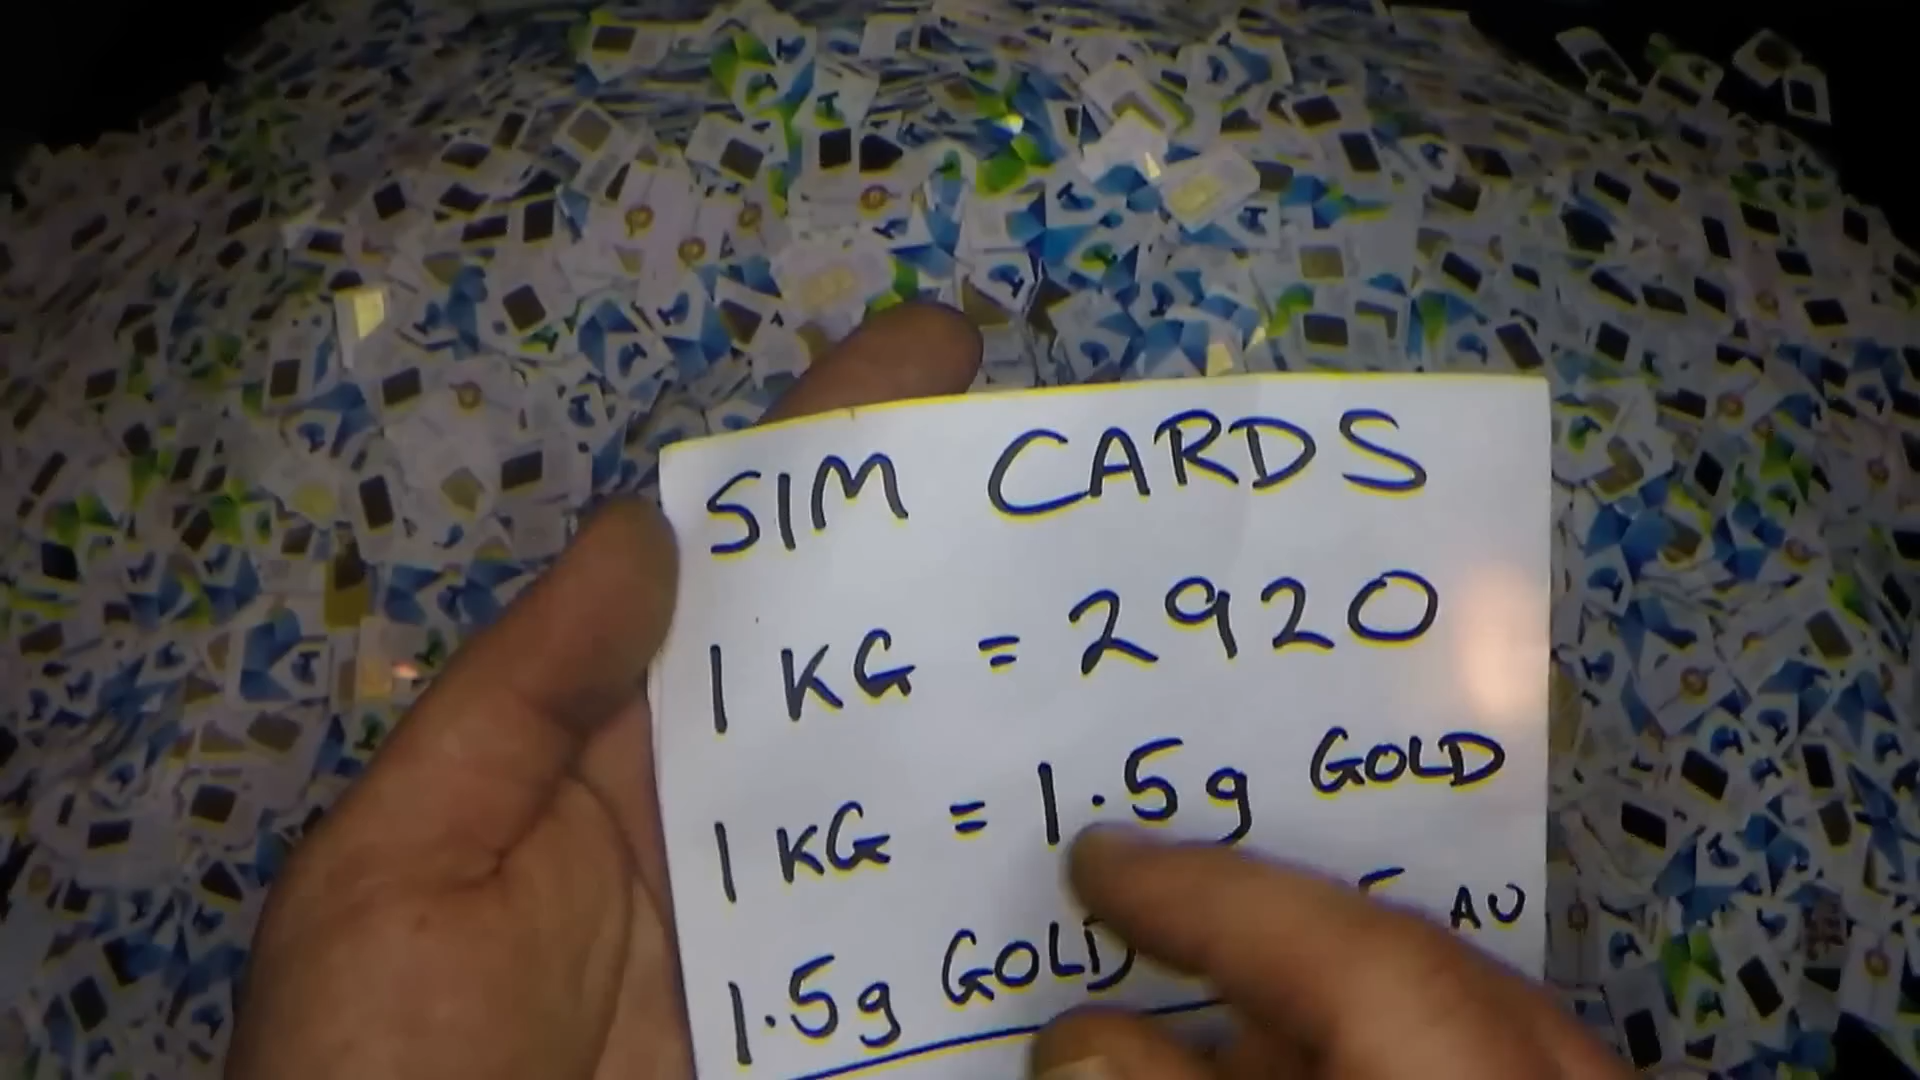 SIM CARDS
1 KG = 2920
1 KG = 1.5g GOLD
1.5g GOLD AU